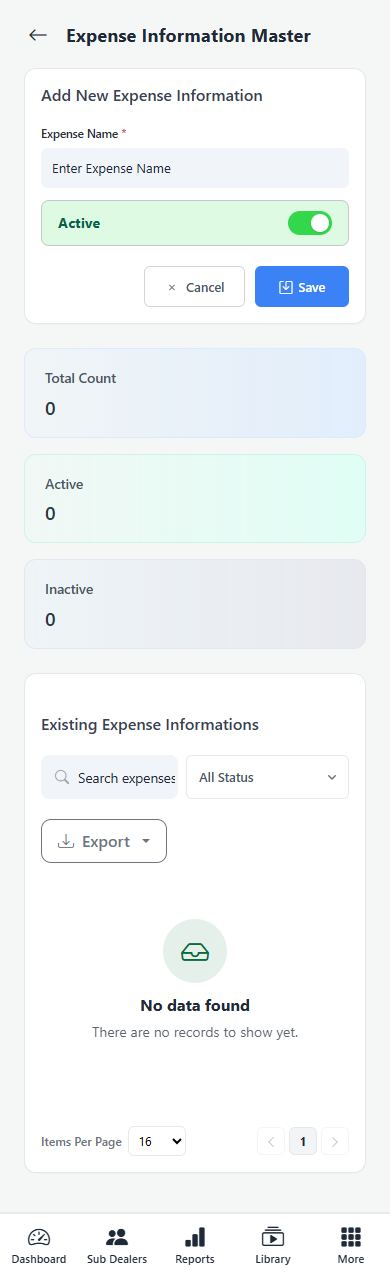 Expense Information Master
Add New Expense Information
Expense Name *
Enter Expense Name
Active
× Cancel
Save
Total Count
0
Active
0
Inactive
0
Existing Expense Informations
Search expenses
All Status
Export
No data found
There are no records to show yet.
Items Per Page 16
1
Dashboard Sub Dealers Reports Library More